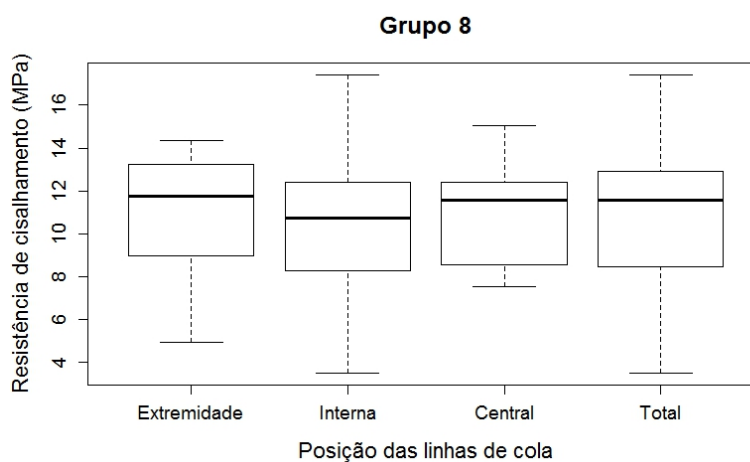 Grupo 8
Resistência de cisalhamento (MPa)
16
14
12
10
8
6
4
Extremidade Interna Central Total
Posição das linhas de cola